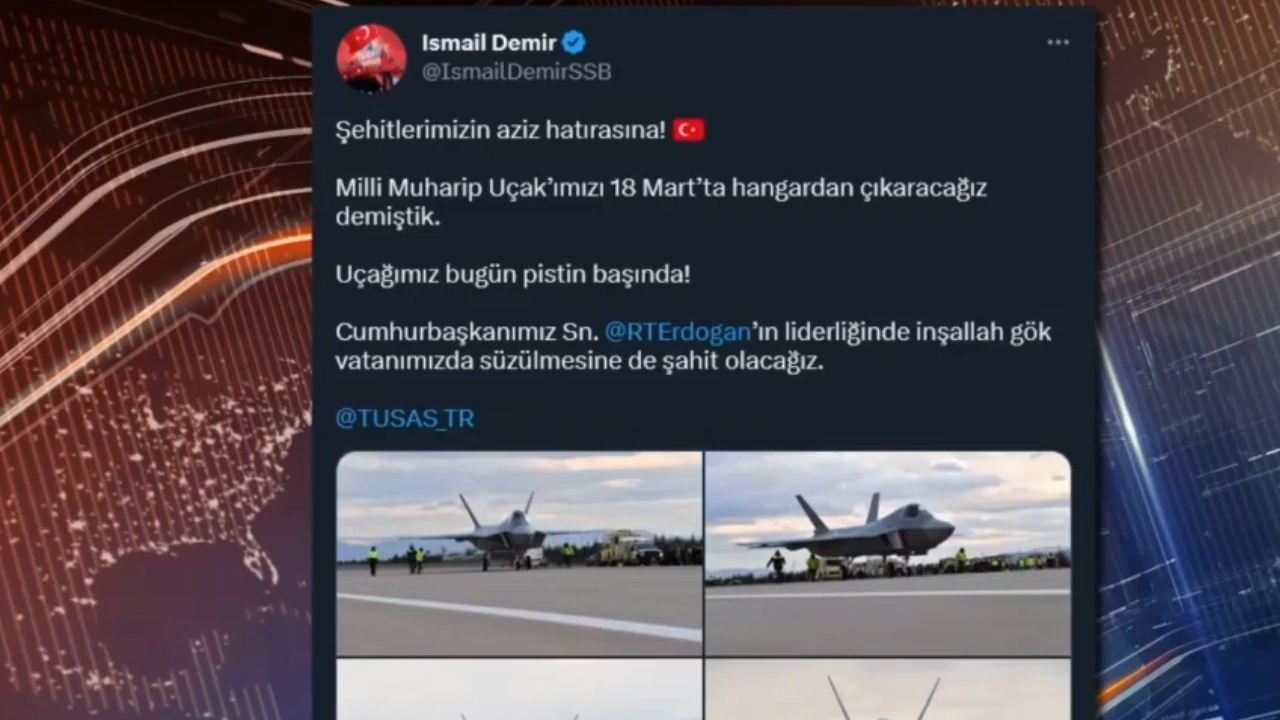 Ismail Demir
@IsmailDemirSSB
Şehitlerimizin aziz hatırasına!
Milli Muharip Uçak’ımızı 18 Mart’ta hangardan çıkaracağız
demiştik.
Uçağımız bugün pistin başında!
Cumhurbaşkanımız Sn. @RTErdogan’ın liderliğinde inşallah gök
vatanımızda süzülmesine de şahit olacağız.
@TUSAS_TR